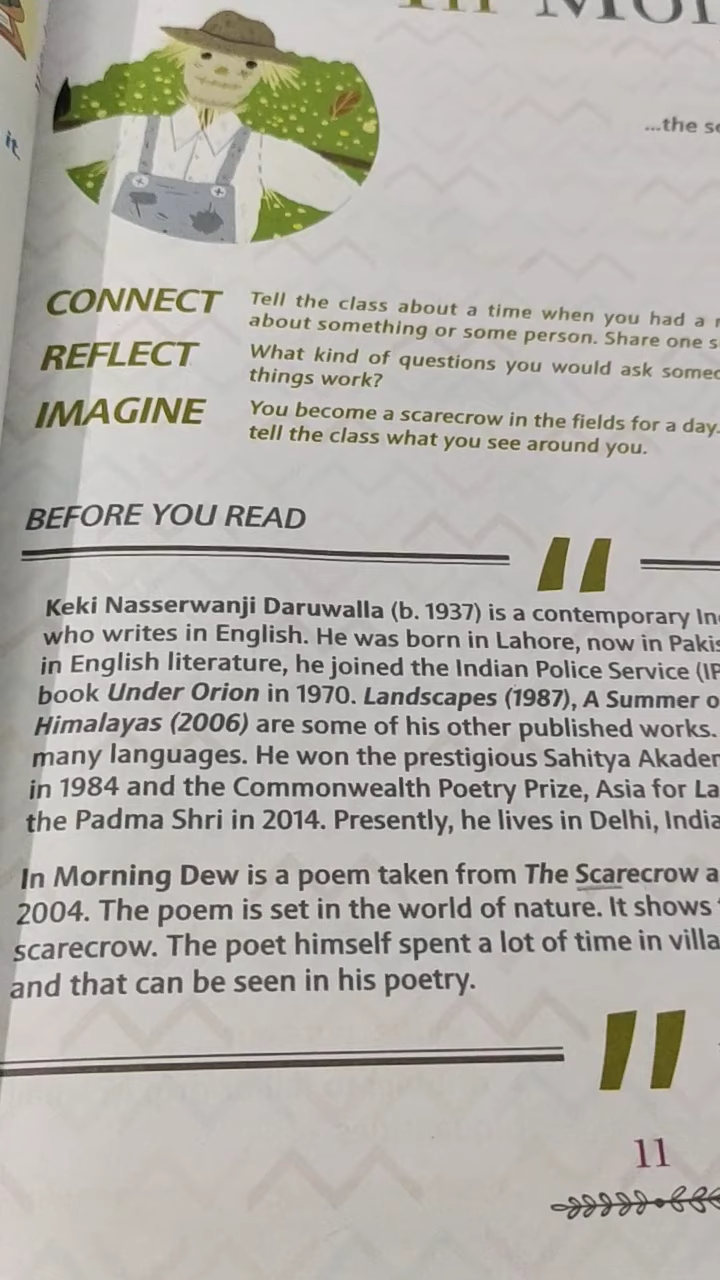 it
...the
CONNECT Tell the class about a time when you had a
about something or some person. Share one
REFLECT What kind of questions you would ask
things work?
IMAGINE You become a scarecrow in the fields for a day.
tell the class what you see around you.
BEFORE YOU READ
"
Keki Nasserwanji Daruwalla (b. 1937) is a contemporary
who writes in English. He was born in Lahore, now in
in English literature, he joined the Indian Police Service
book Under Orion in 1970. Landscapes (1987), A Summer
Himalayas (2006) are some of his other published works.
many languages. He won the prestigious Sahitya
in 1984 and the Commonwealth Poetry Prize, Asia for
the Padma Shri in 2014. Presently, he lives in Delhi,
In Morning Dew is a poem taken from The Scarecrow
2004. The poem is set in the world of nature. It shows
scarecrow. The poet himself spent a lot of time in
and that can be seen in his poetry.
"
11